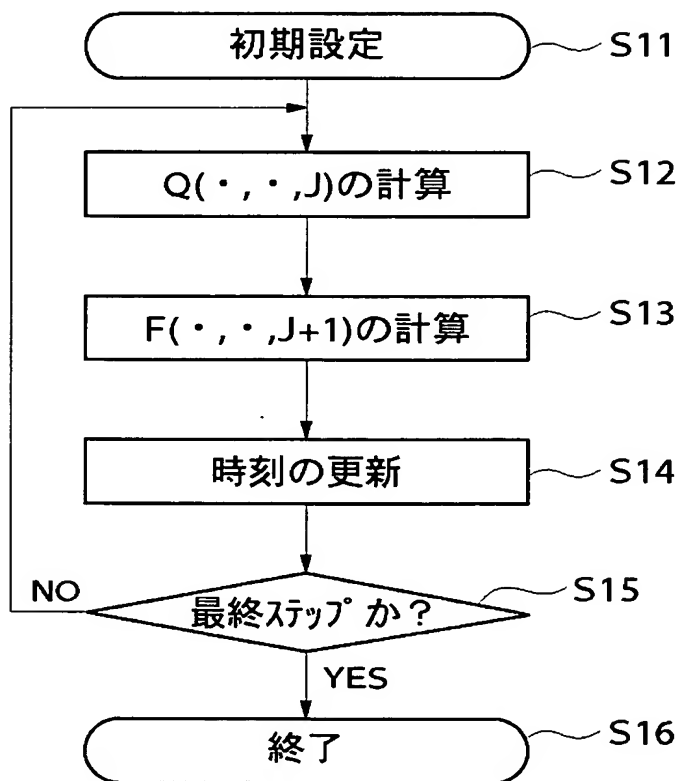 初期設定 S11
Q(・,・,J)の計算 S12
F(・,・,J+1)の計算 S13
時刻の更新 S14
NO 最終ステップか? S15
YES
終了 S16